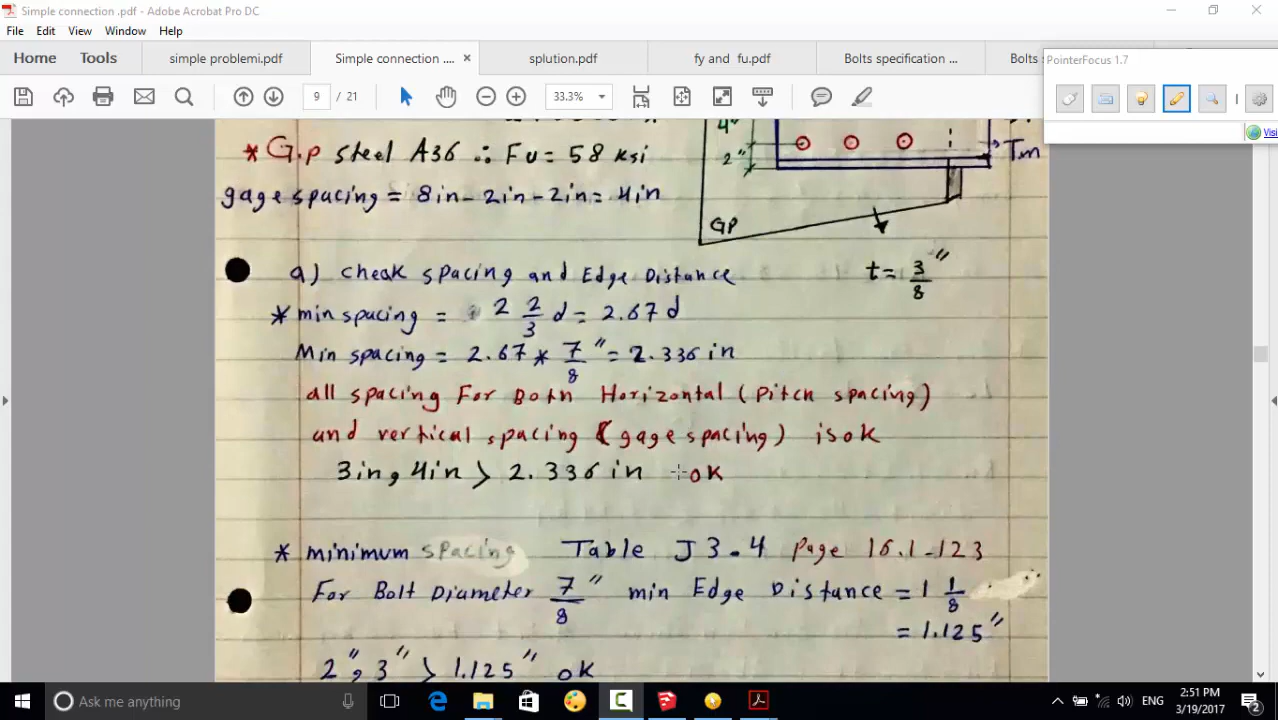 Simple connection .pdf - Adobe Acrobat Pro DC
File Edit View Window Help
PointerFocus 1.7
Home Tools simple problemi.pdf Simple connection .... × splution.pdf fy and fu.pdf Bolts specification ... Bolts
9 / 21 33.3%
Visi
* G.p steel A36 ∴ Fu = 58 ksi
gage spacing = 8in - 2in - 2in = 4in
4"
2"
Tm
GP
t = 3/8"
a) cheak spacing and Edge Distance
* min spacing = 2 2/3 d = 2.67 d
Min spacing = 2.67 * 7/8" = 2.336 in
all spacing For Both Horizontal (Pitch spacing)
and vertical spacing (gage spacing) is ok
3in, 4in > 2.336 in ok
* minimum spacing Table J3.4 page 16.1-123
For Bolt Diameter 7/8" min Edge Distance = 1 1/8
= 1.125"
2", 3" > 1.125" ok
Ask me anything
ENG
2:51 PM
3/19/2017
2